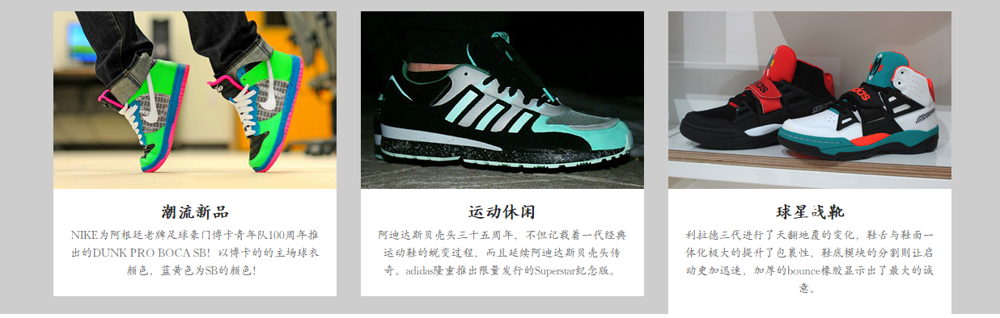 潮流新品
NIKE为阿根廷老牌足球豪门博卡青年队100周年推
出的DUNK PRO BOCA SB！以博卡的的主场球衣
颜色，蓝黄色为SB的颜色!
运动休闲
阿迪达斯贝壳头三十五周年，不但记载着一代经典
运动鞋的蜕变过程，而且延续阿迪达斯贝壳头传
奇。adidas隆重推出限量发行的Superstar纪念版。
球星战靴
利拉德三代进行了天翻地覆的变化，鞋舌与鞋面一
体化极大的提升了包裹性，鞋底模块的分割则让启
动更加迅速，加厚的bounce橡胶显示出了最大的诚
意。